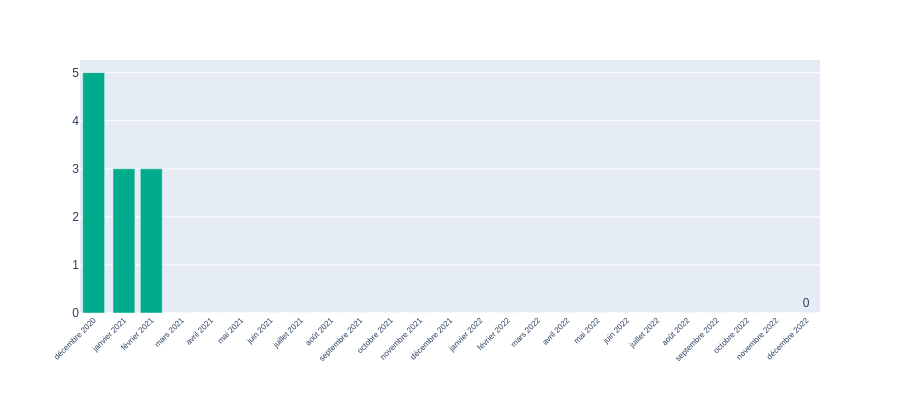 5
4
3
2
1
0
0
décembre 2020
janvier 2021
février 2021
mars 2021
avril 2021
mai 2021
juin 2021
juillet 2021
août 2021
septembre 2021
octobre 2021
novembre 2021
décembre 2021
janvier 2022
février 2022
mars 2022
avril 2022
mai 2022
juin 2022
juillet 2022
août 2022
septembre 2022
octobre 2022
novembre 2022
décembre 2022